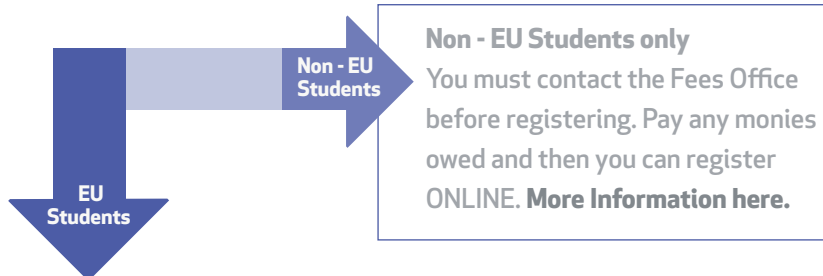 Non - EU
Students
Non - EU Students only
You must contact the Fees Office
before registering. Pay any monies
owed and then you can register
ONLINE. More Information here.
EU
Students